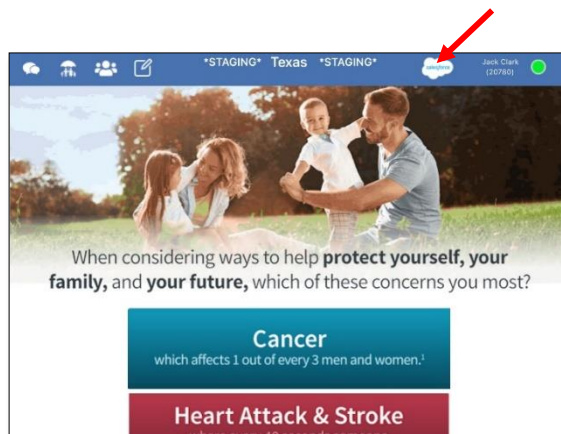 *STAGING* Texas *STAGING*
salesforce
Jack Clark
(20780)
When considering ways to help protect yourself, your
family, and your future, which of these concerns you most?
Cancer
which affects 1 out of every 3 men and women.¹
Heart Attack & Stroke